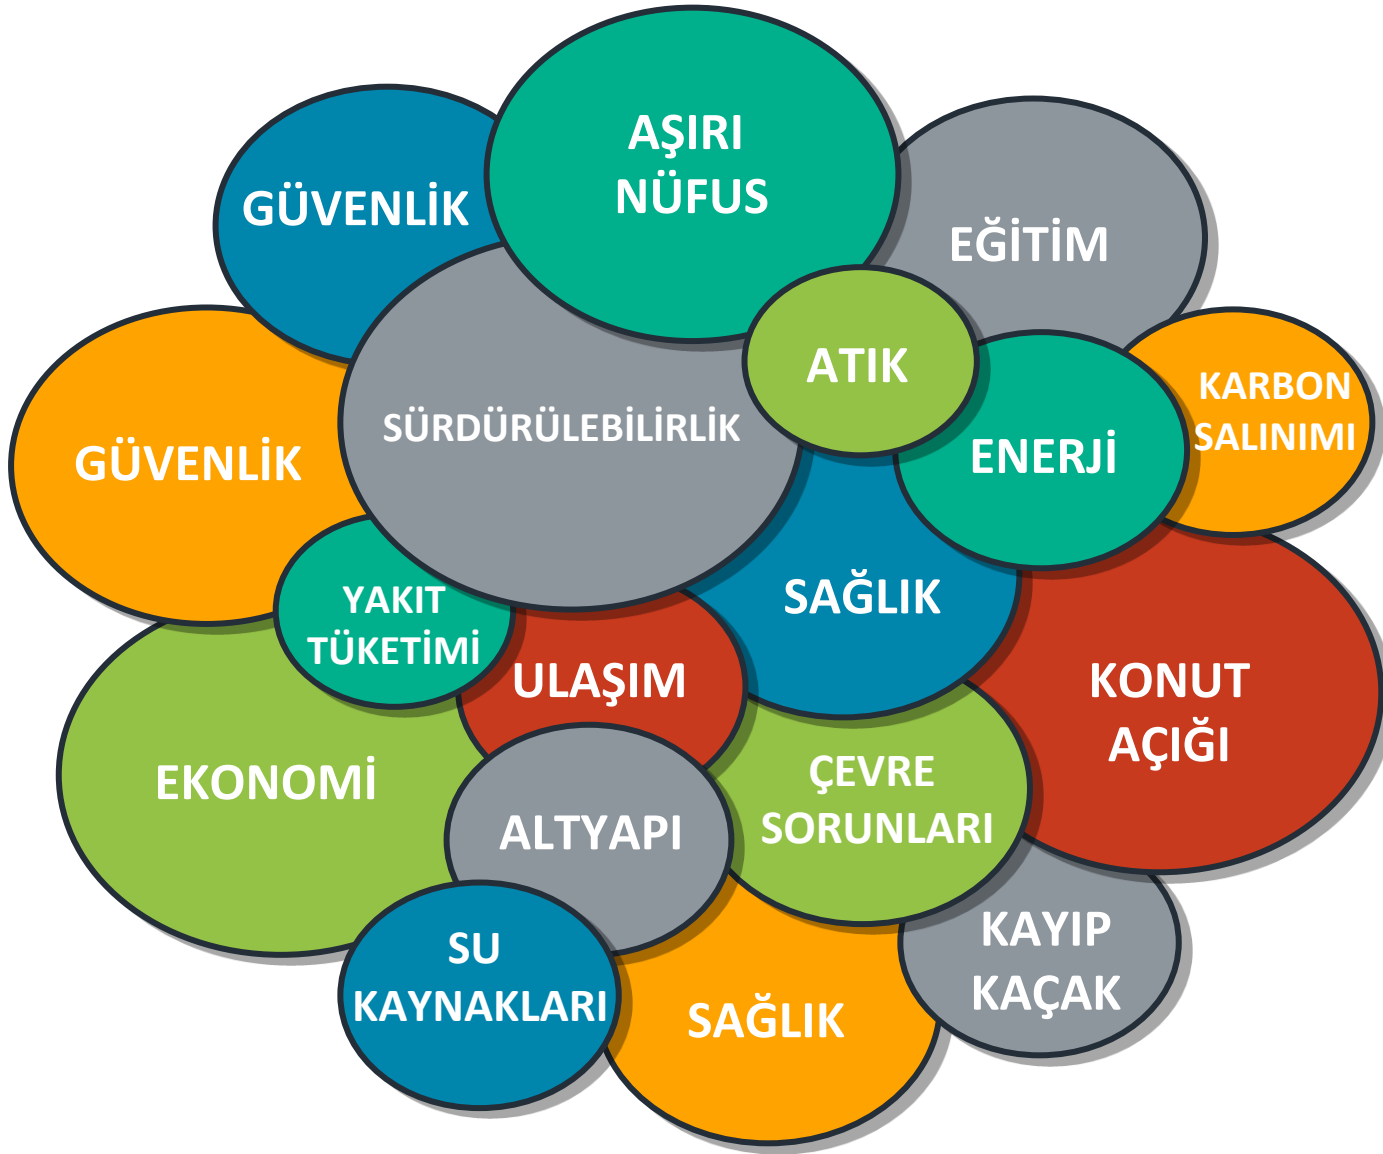 AŞIRI
NÜFUS
GÜVENLİK
EĞİTİM
ATIK
KARBON
SALINIMI
SÜRDÜRÜLEBİLİRLİK
ENERJİ
GÜVENLİK
YAKIT
TÜKETİMİ
SAĞLIK
ULAŞIM
KONUT
AÇIĞI
EKONOMİ
ÇEVRE
SORUNLARI
ALTYAPI
KAYIP
KAÇAK
SU
KAYNAKLARI
SAĞLIK